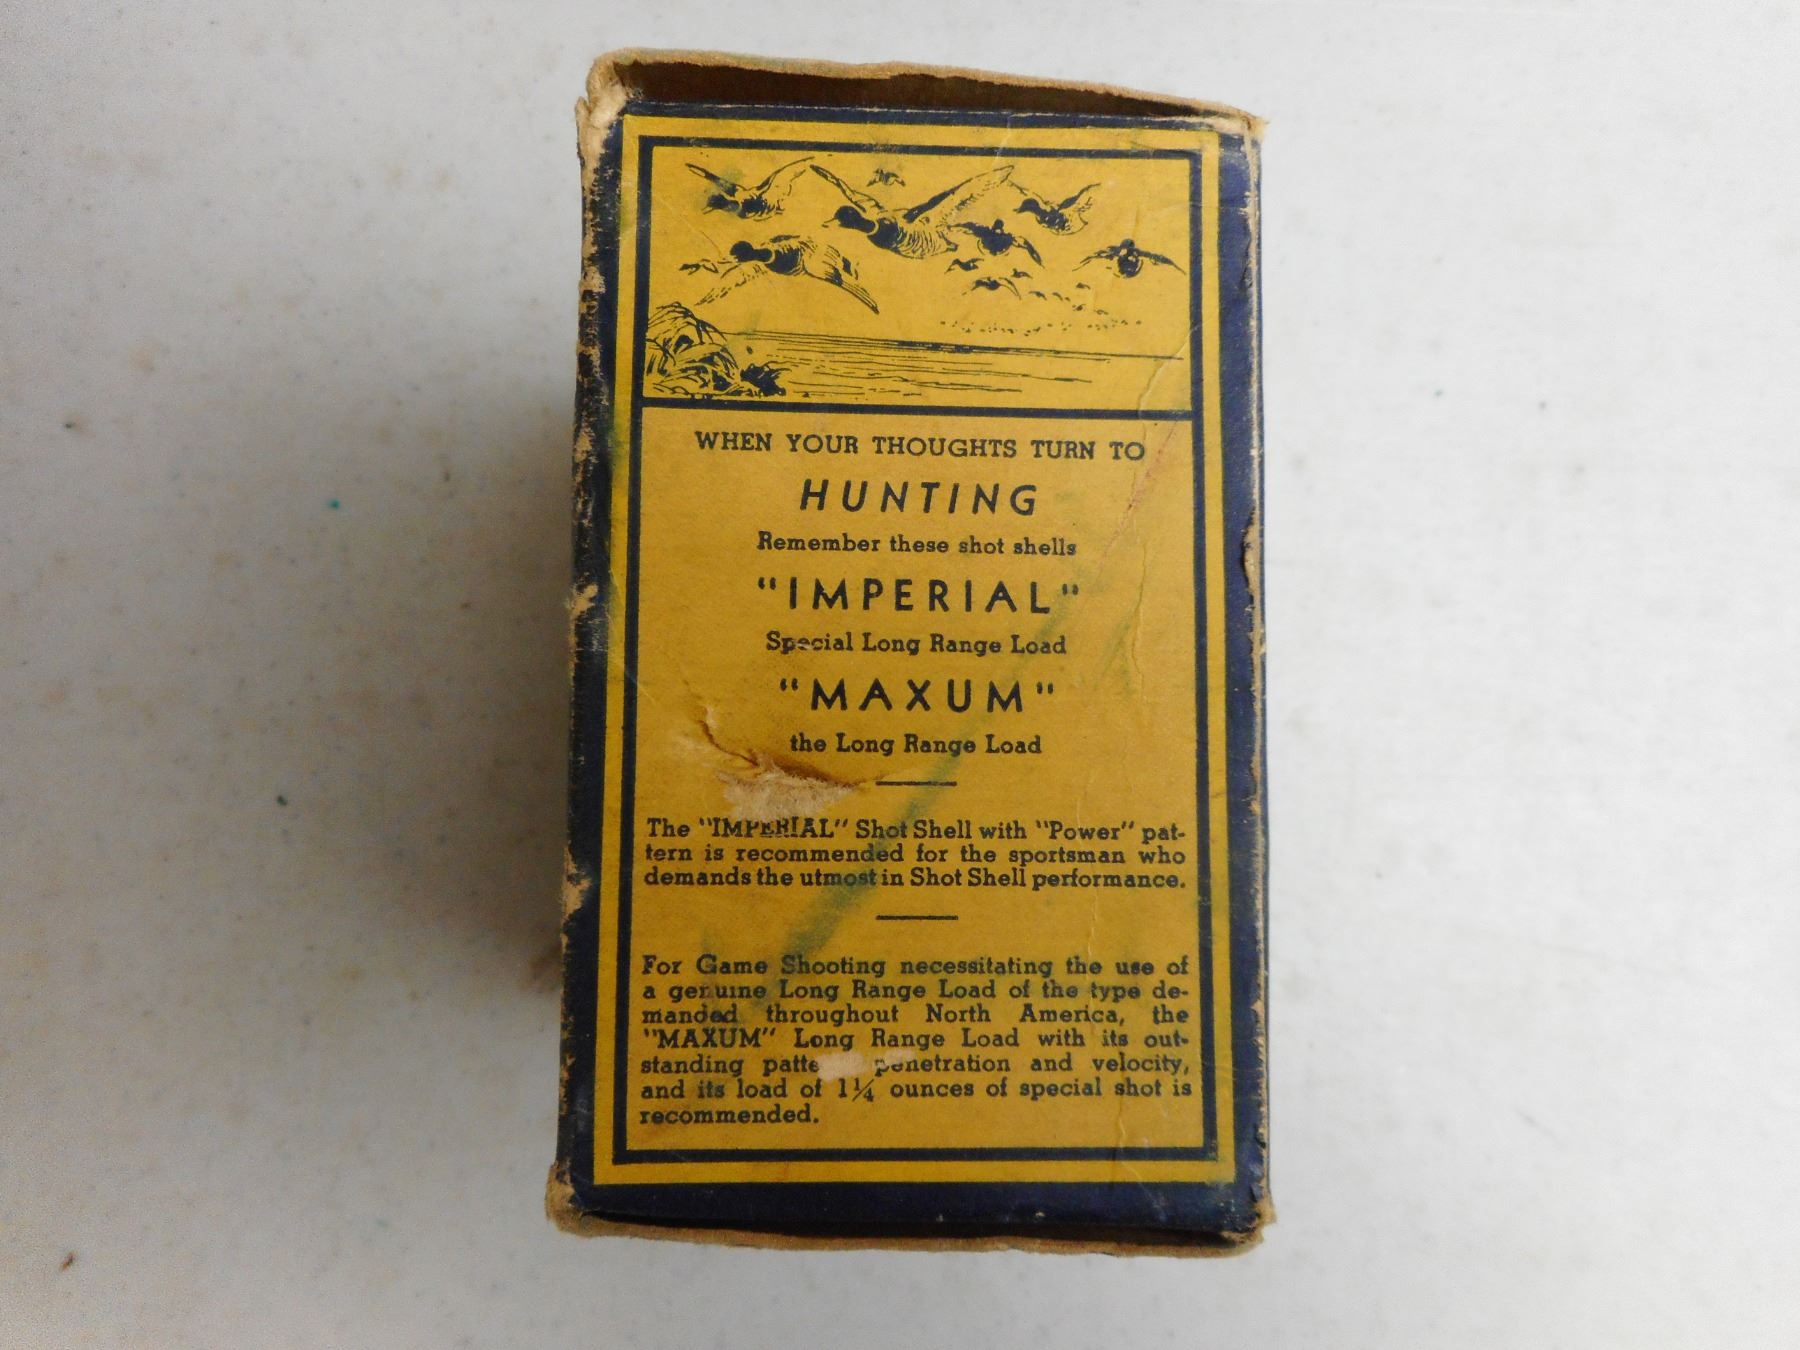 WHEN YOUR THOUGHTS TURN TO
HUNTING
Remember these shot shells
"IMPERIAL"
Special Long Range Load
"MAXUM"
the Long Range Load
The "IMPERIAL" Shot Shell with "Power" pat-
tern is recommended for the sportsman who
demands the utmost in Shot Shell performance.
For Game Shooting necessitating the use of
a genuine Long Range Load of the type de-
manded throughout North America, the
"MAXUM" Long Range Load with its out-
standing patte penetration and velocity,
and its load of 1¼ ounces of special shot is
recommended.